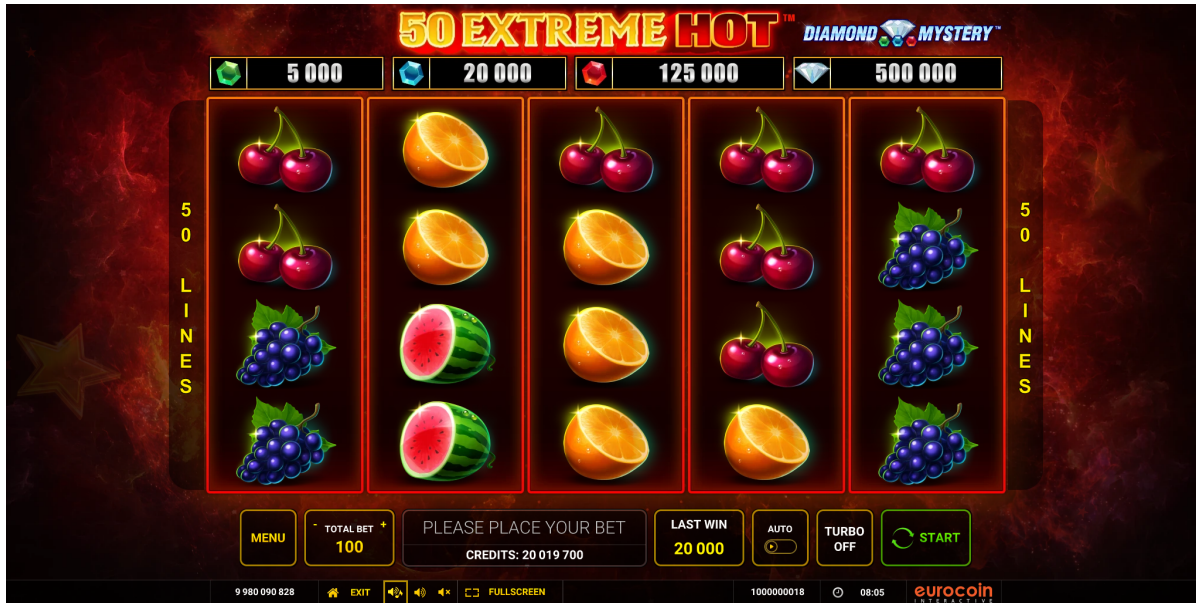 50 EXTREME HOT™
DIAMOND MYSTERY™
5 000
20 000
125 000
500 000
50 LINES
50 LINES
MENU
- TOTAL BET +
100
PLEASE PLACE YOUR BET
CREDITS: 20 019 700
LAST WIN
20 000
AUTO
TURBO
OFF
START
9 980 090 828
EXIT
FULLSCREEN
1000000018
08:05
eurocoin
INTERACTIVE